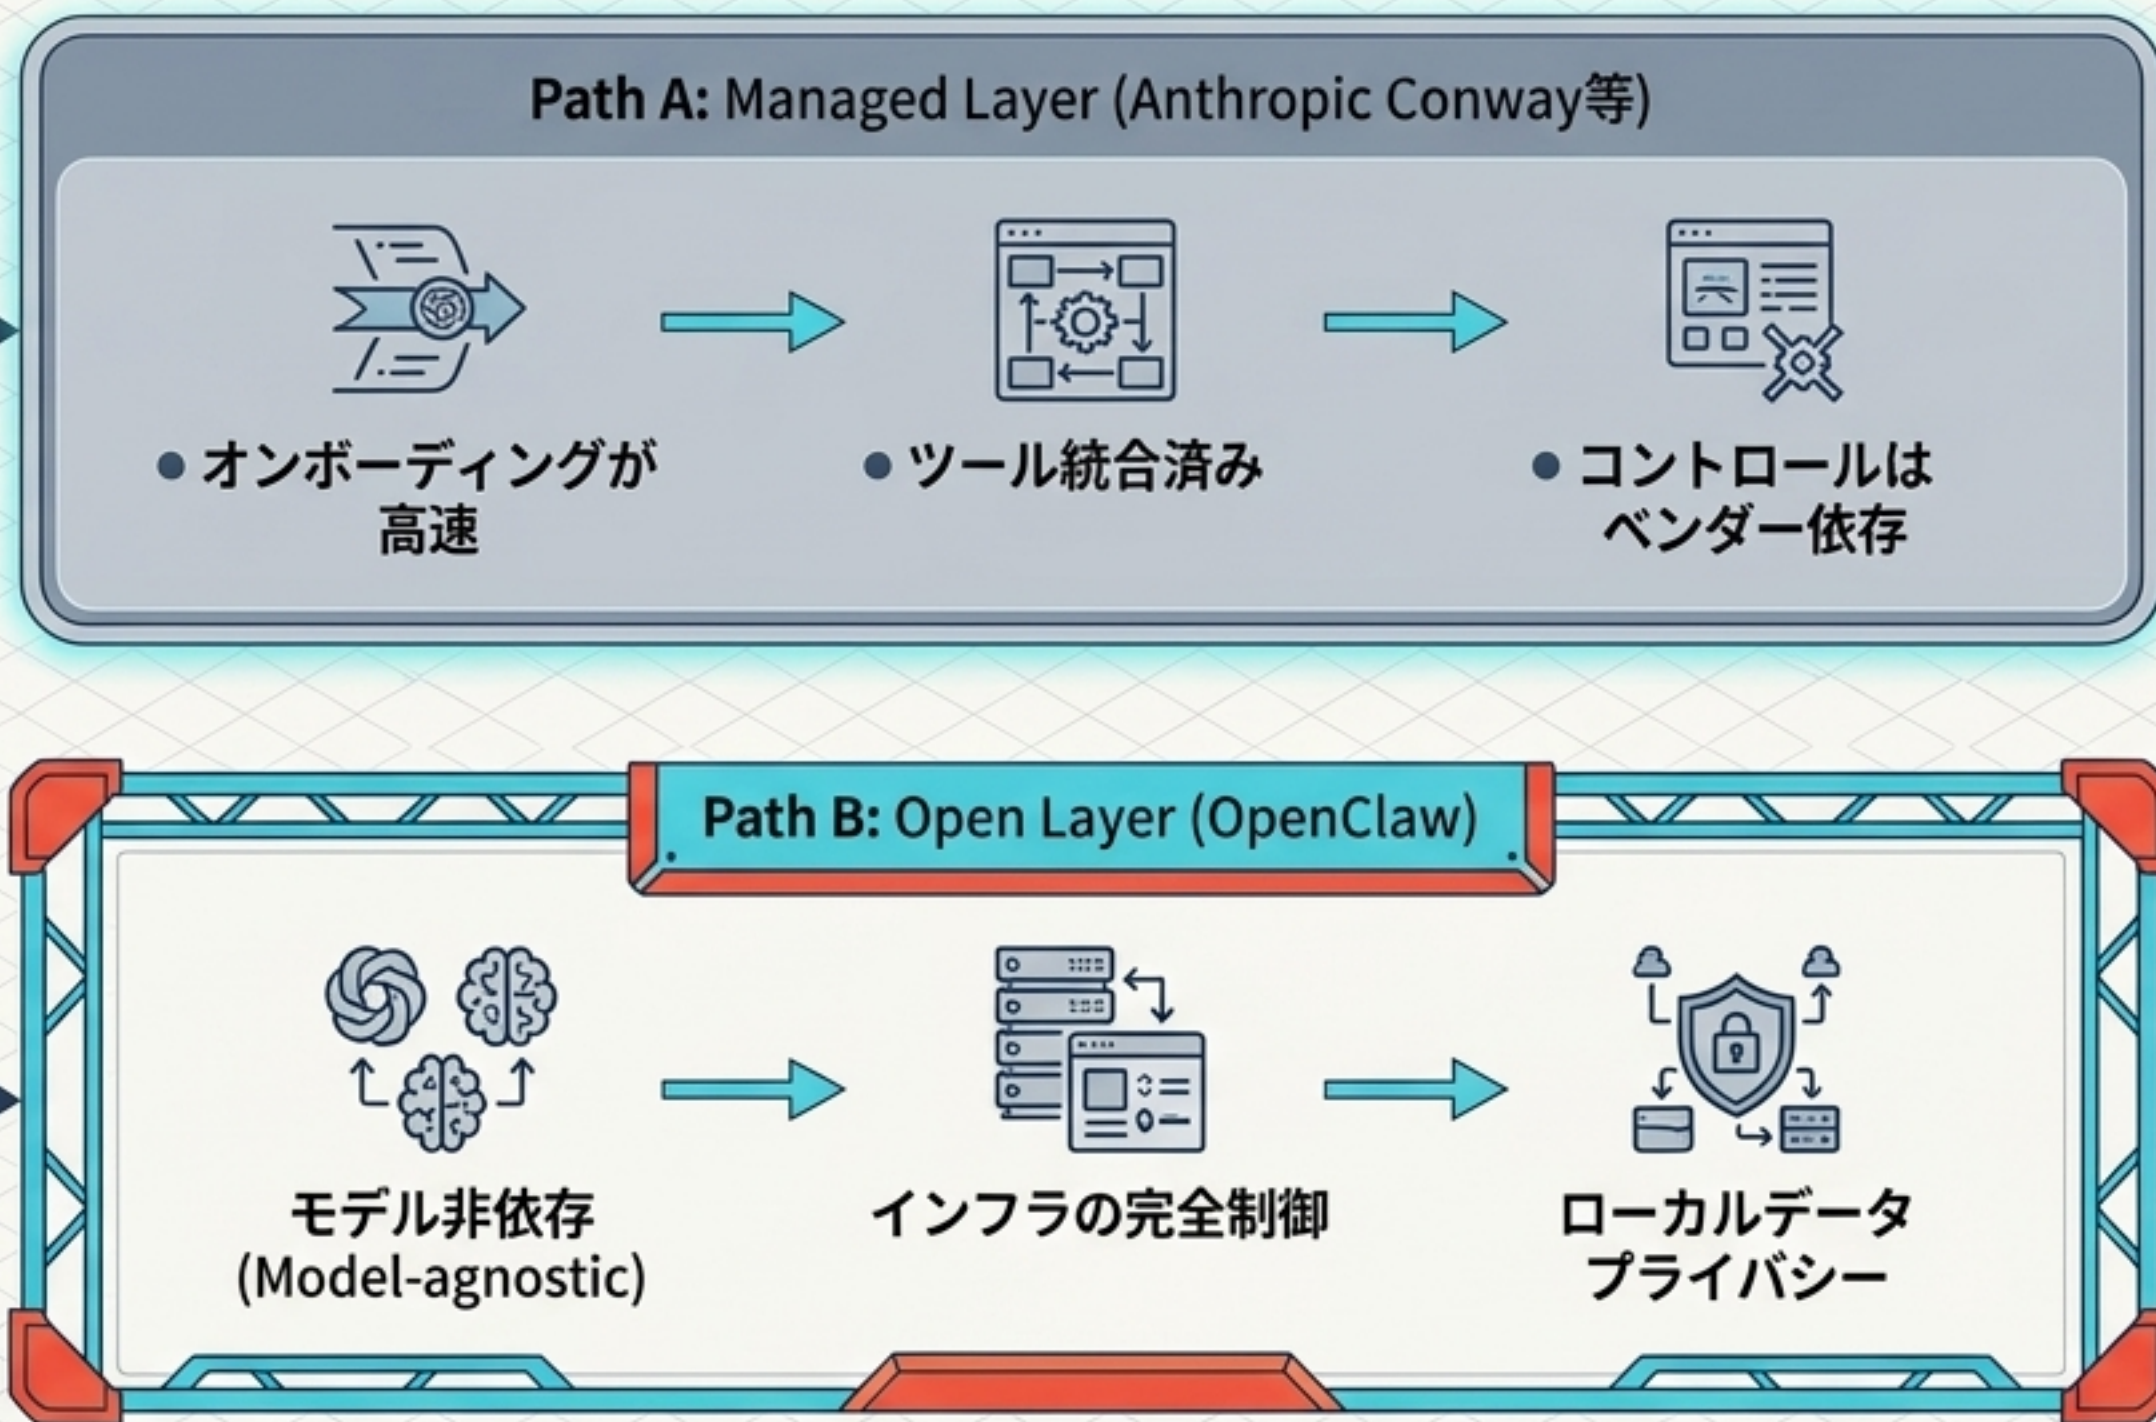 Path A: Managed Layer (Anthropic Conway等)
• オンボーディングが
高速
• ツール統合済み
• コントロールは
ベンダー依存
Path B: Open Layer (OpenClaw)
モデル非依存
(Model-agnostic)
インフラの完全制御
ローカルデータ
プライバシー